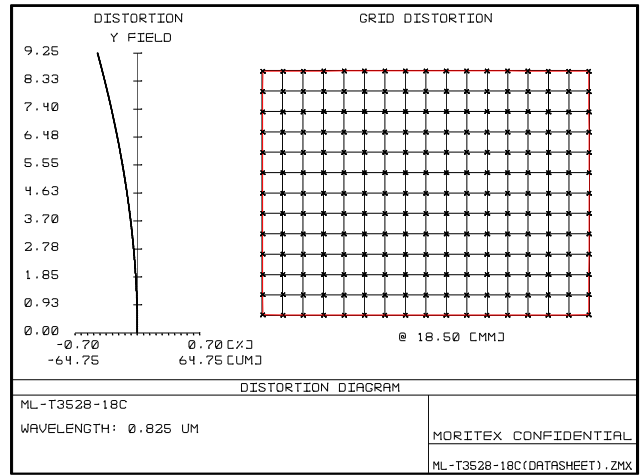 DISTORTION
Y FIELD
9.25
8.33
7.40
6.48
5.55
4.63
3.70
2.78
1.85
0.93
0.00
-0.70 0.70 [%]
-64.75 64.75 [UM]
GRID DISTORTION
@ 18.50 [MM]
DISTORTION DIAGRAM
ML-T3528-18C
WAVELENGTH: 0.825 UM
MORITEX CONFIDENTIAL
ML-T3528-18C(DATASHEET).ZMX